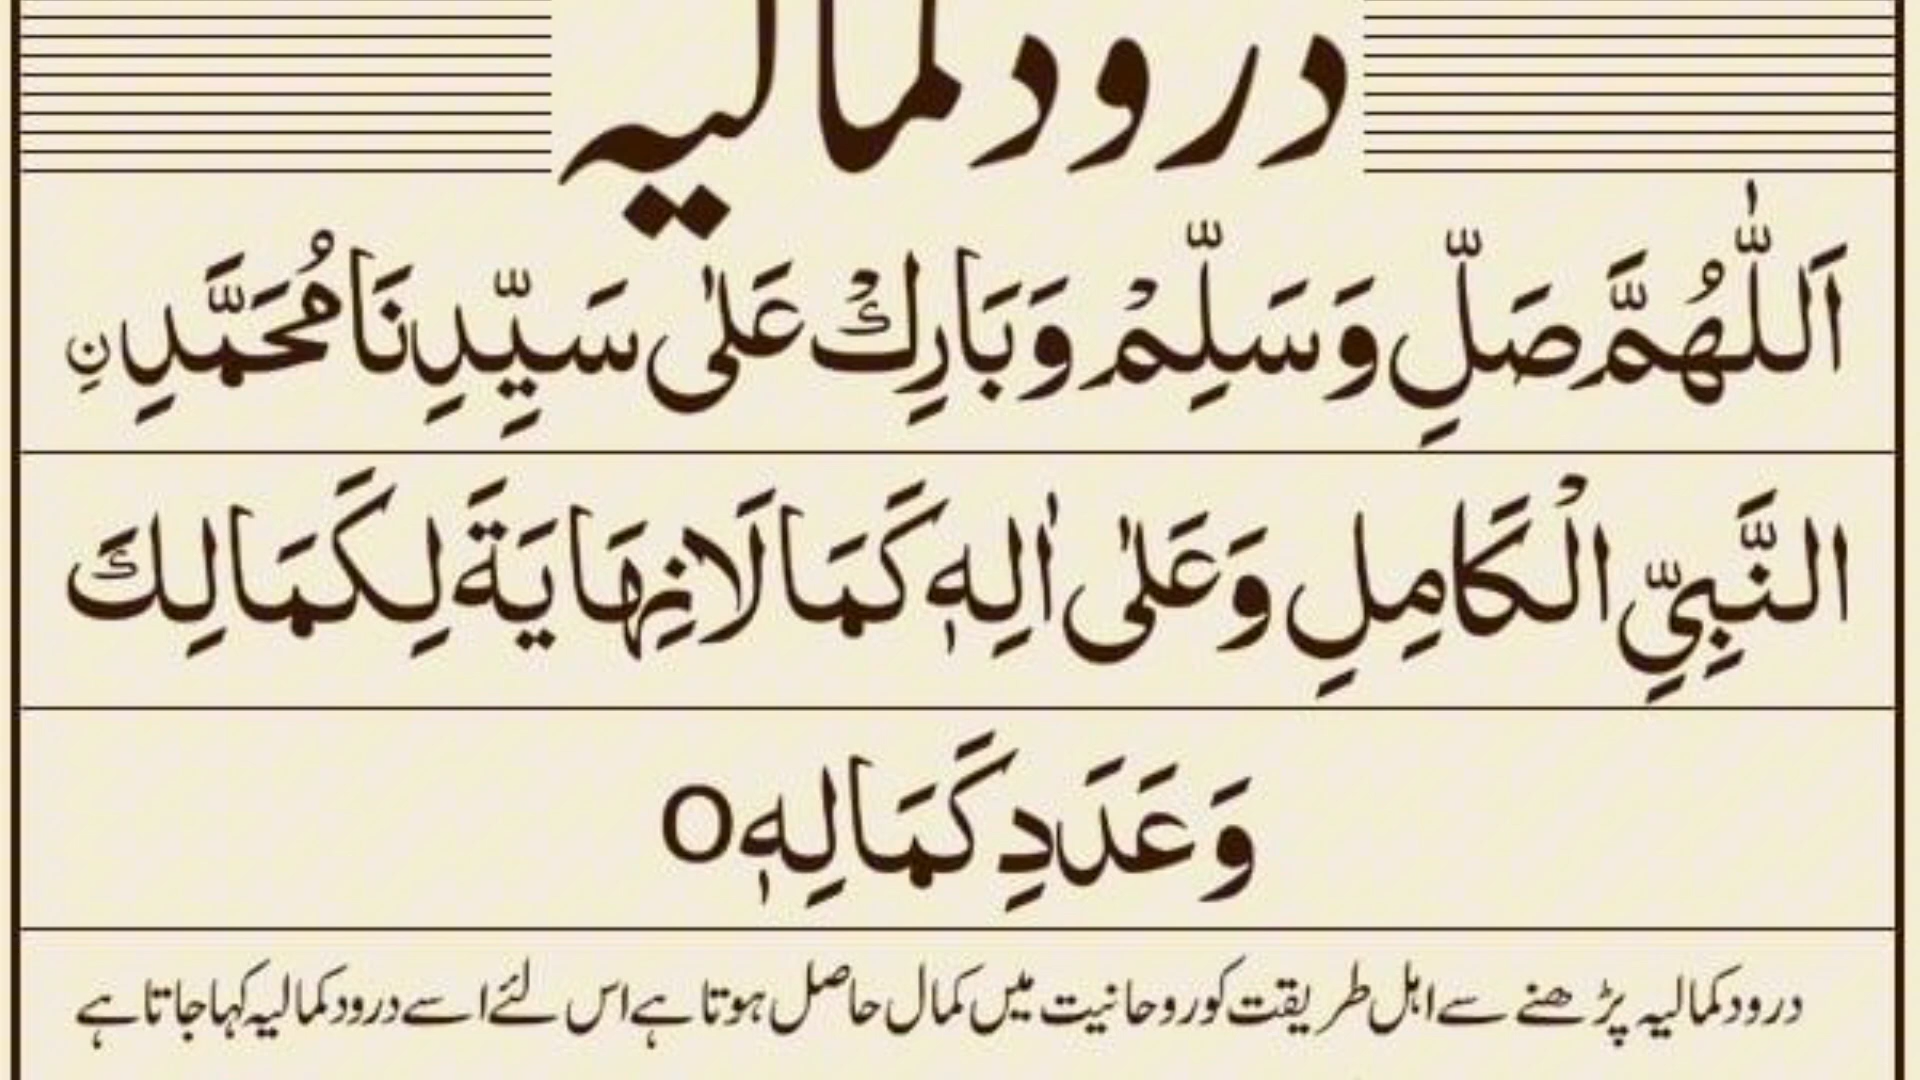 درود کمالیہ
اَللّٰهُمَّ صَلِّ وَسَلِّمْ وَبَارِكْ عَلٰى سَيِّدِنَا مُحَمَّدِ نِ
النَّبِيِّ الْكَامِلِ وَعَلٰى اٰلِهٖ كَمَا لَا نِهَايَةَ لِكَمَالِكَ
وَعَدَدِ كَمَالِهٖ O
درود کمالیہ پڑھنے سے اہل طریقت کو روحانیت میں کمال حاصل ہوتا ہے اس لئے اسے درود کمالیہ کہا جاتا ہے